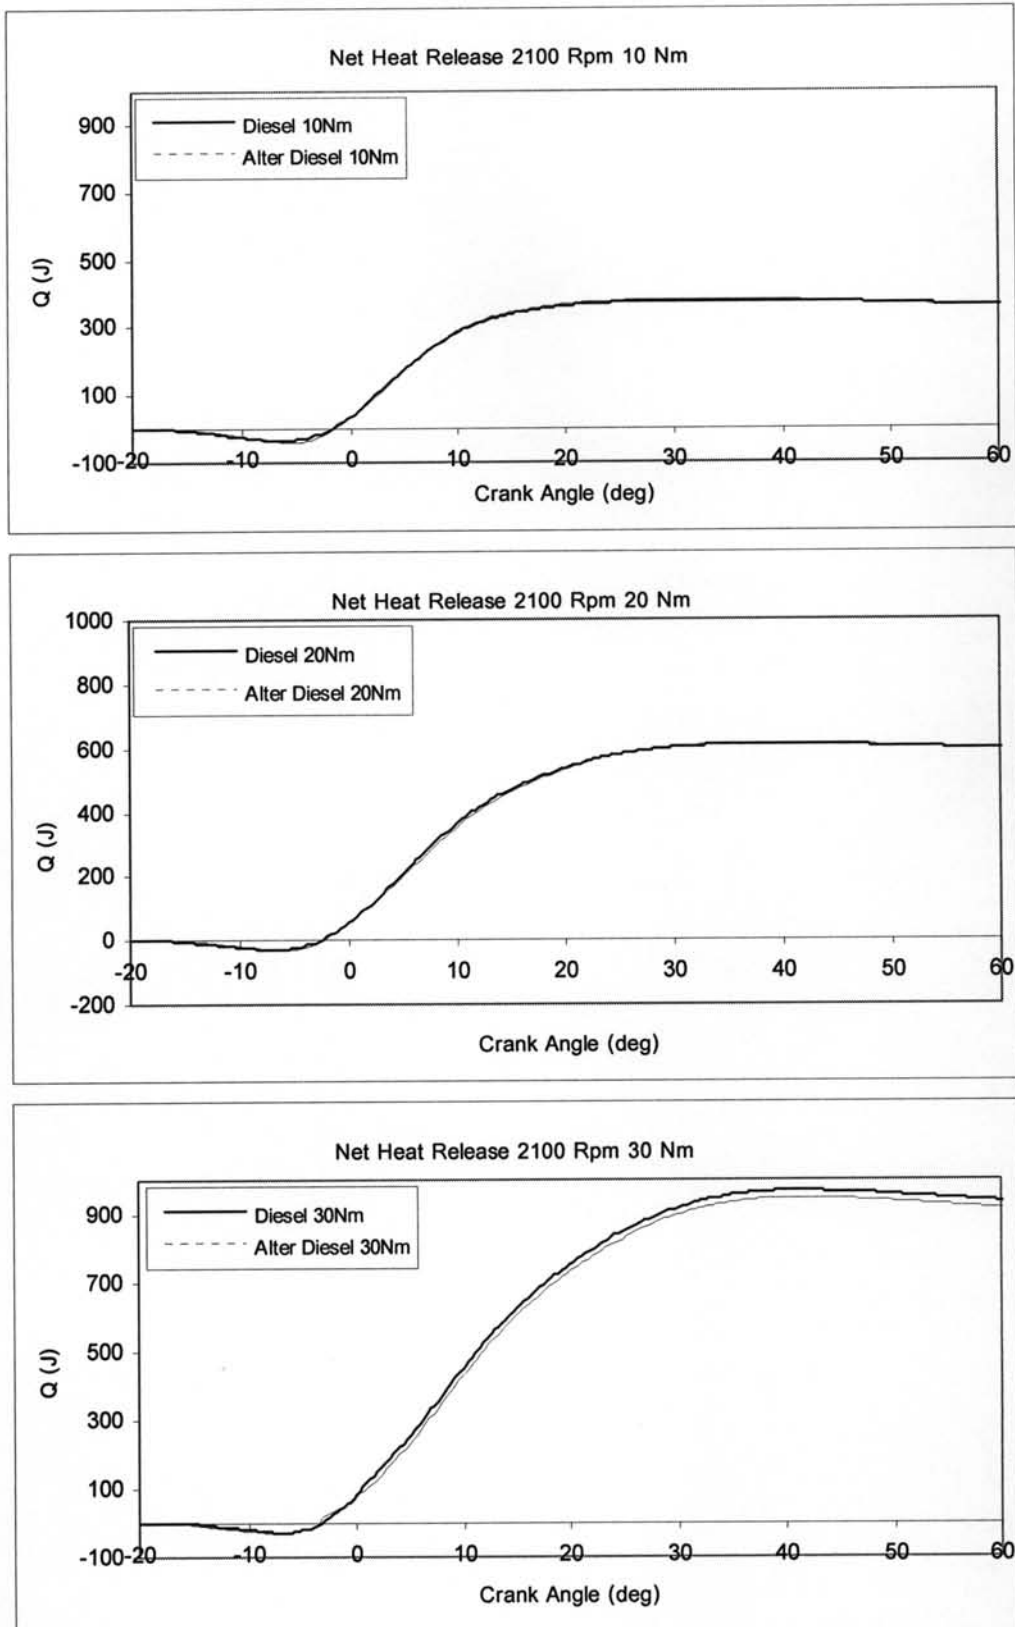 Net Heat Release 2100 Rpm 10 Nm
900
Diesel 10Nm
Alter Diesel 10Nm
700
500
Q (J)
300
100
-100
-20 -10 0 10 20 30 40 50 60
Crank Angle (deg)
Net Heat Release 2100 Rpm 20 Nm
1000
Diesel 20Nm
Alter Diesel 20Nm
800
600
400
Q (J)
200
0
-20 -10 0 10 20 30 40 50 60
-200
Crank Angle (deg)
Net Heat Release 2100 Rpm 30 Nm
900
Diesel 30Nm
Alter Diesel 30Nm
700
500
Q (J)
300
100
-100
-20 -10 0 10 20 30 40 50 60
Crank Angle (deg)